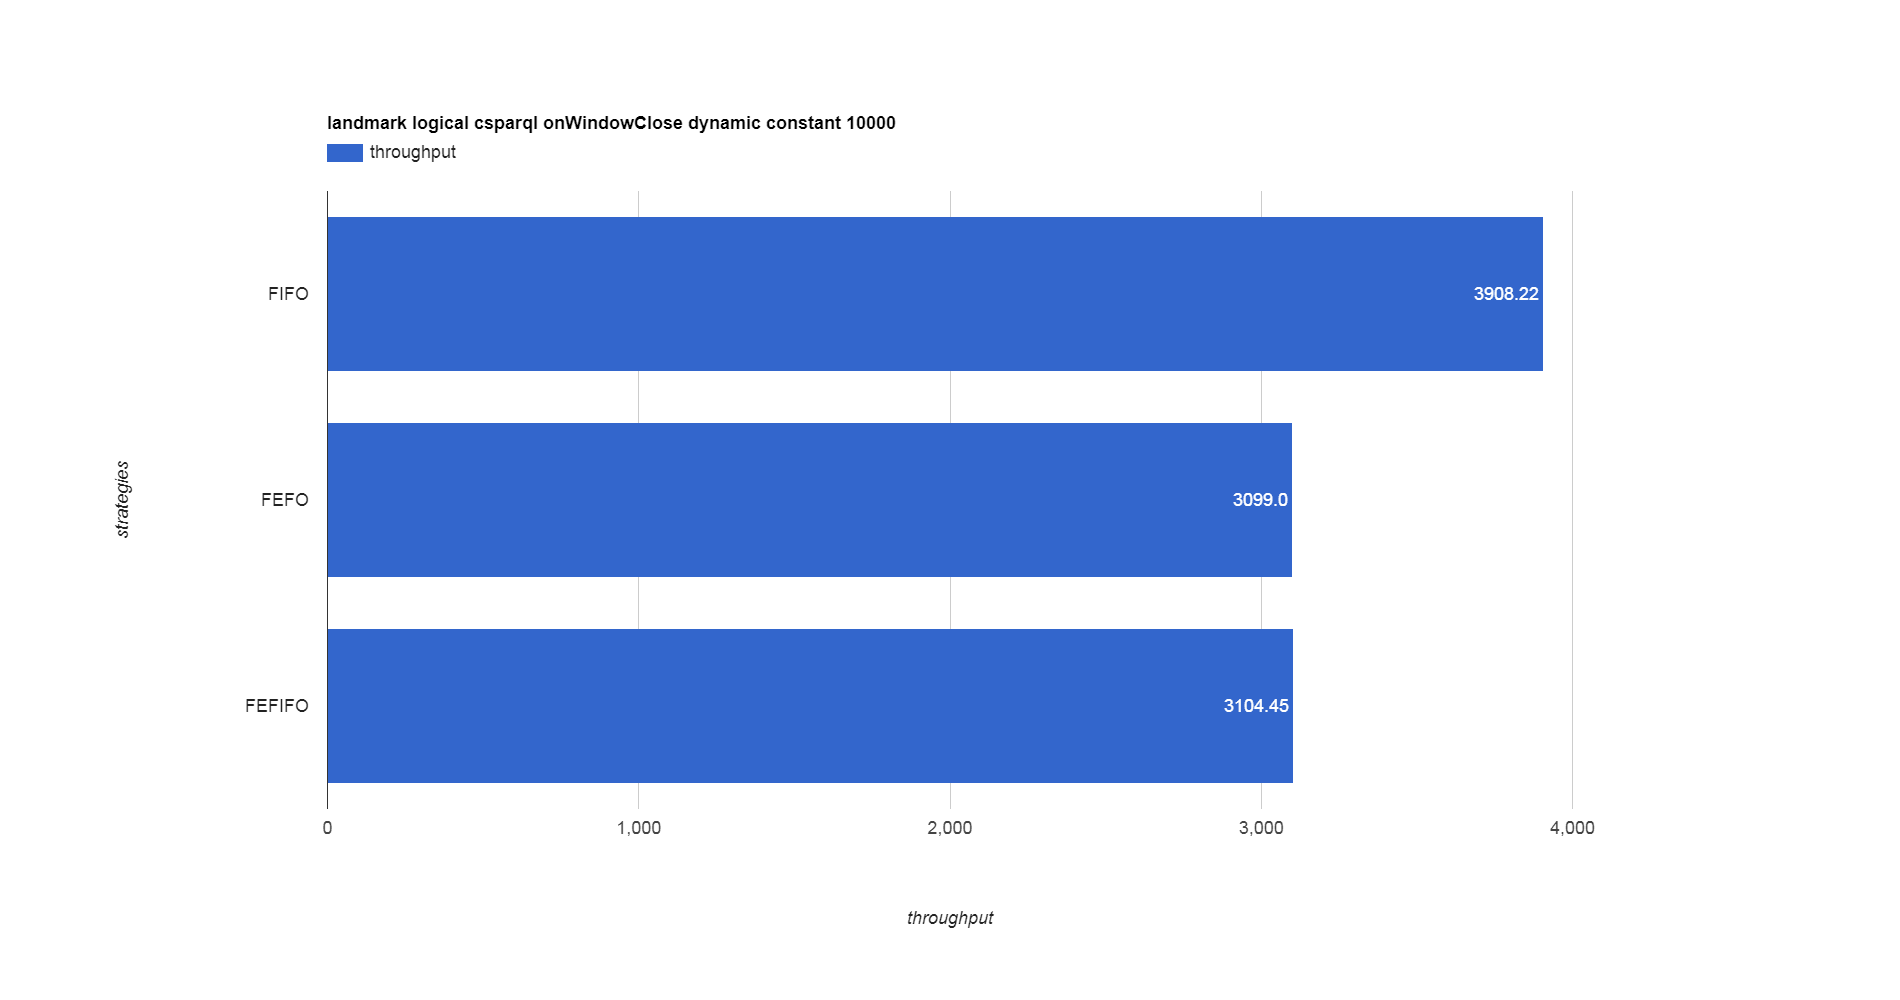 landmark logical csparql onWindowClose dynamic constant 10000
throughput
FIFO
3908.22
FEFO
3099.0
FEFIFO
3104.45
strategies
0 1,000 2,000 3,000 4,000
throughput